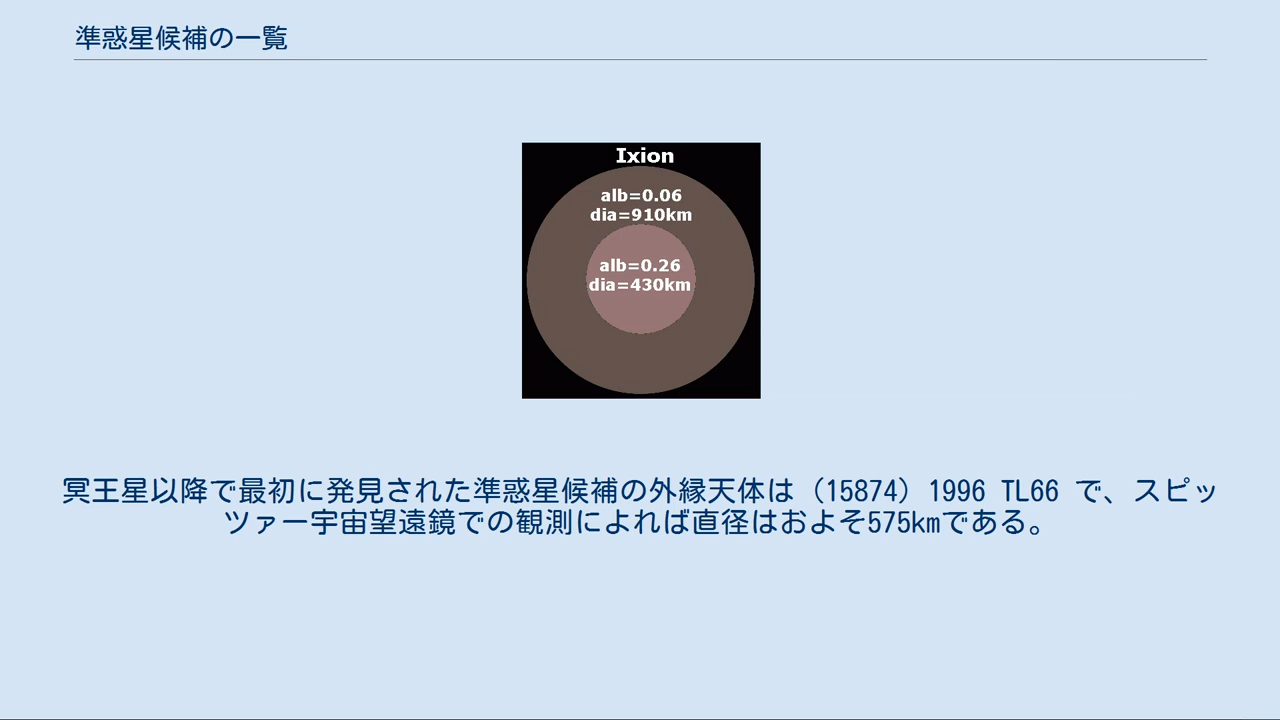 準惑星候補の一覧
Ixion
alb=0.06
dia=910km
alb=0.26
dia=430km
冥王星以降で最初に発見された準惑星候補の外縁天体は（15874）1996 TL66 で、スピッ
ツァー宇宙望遠鏡での観測によれば直径はおよそ575kmである。